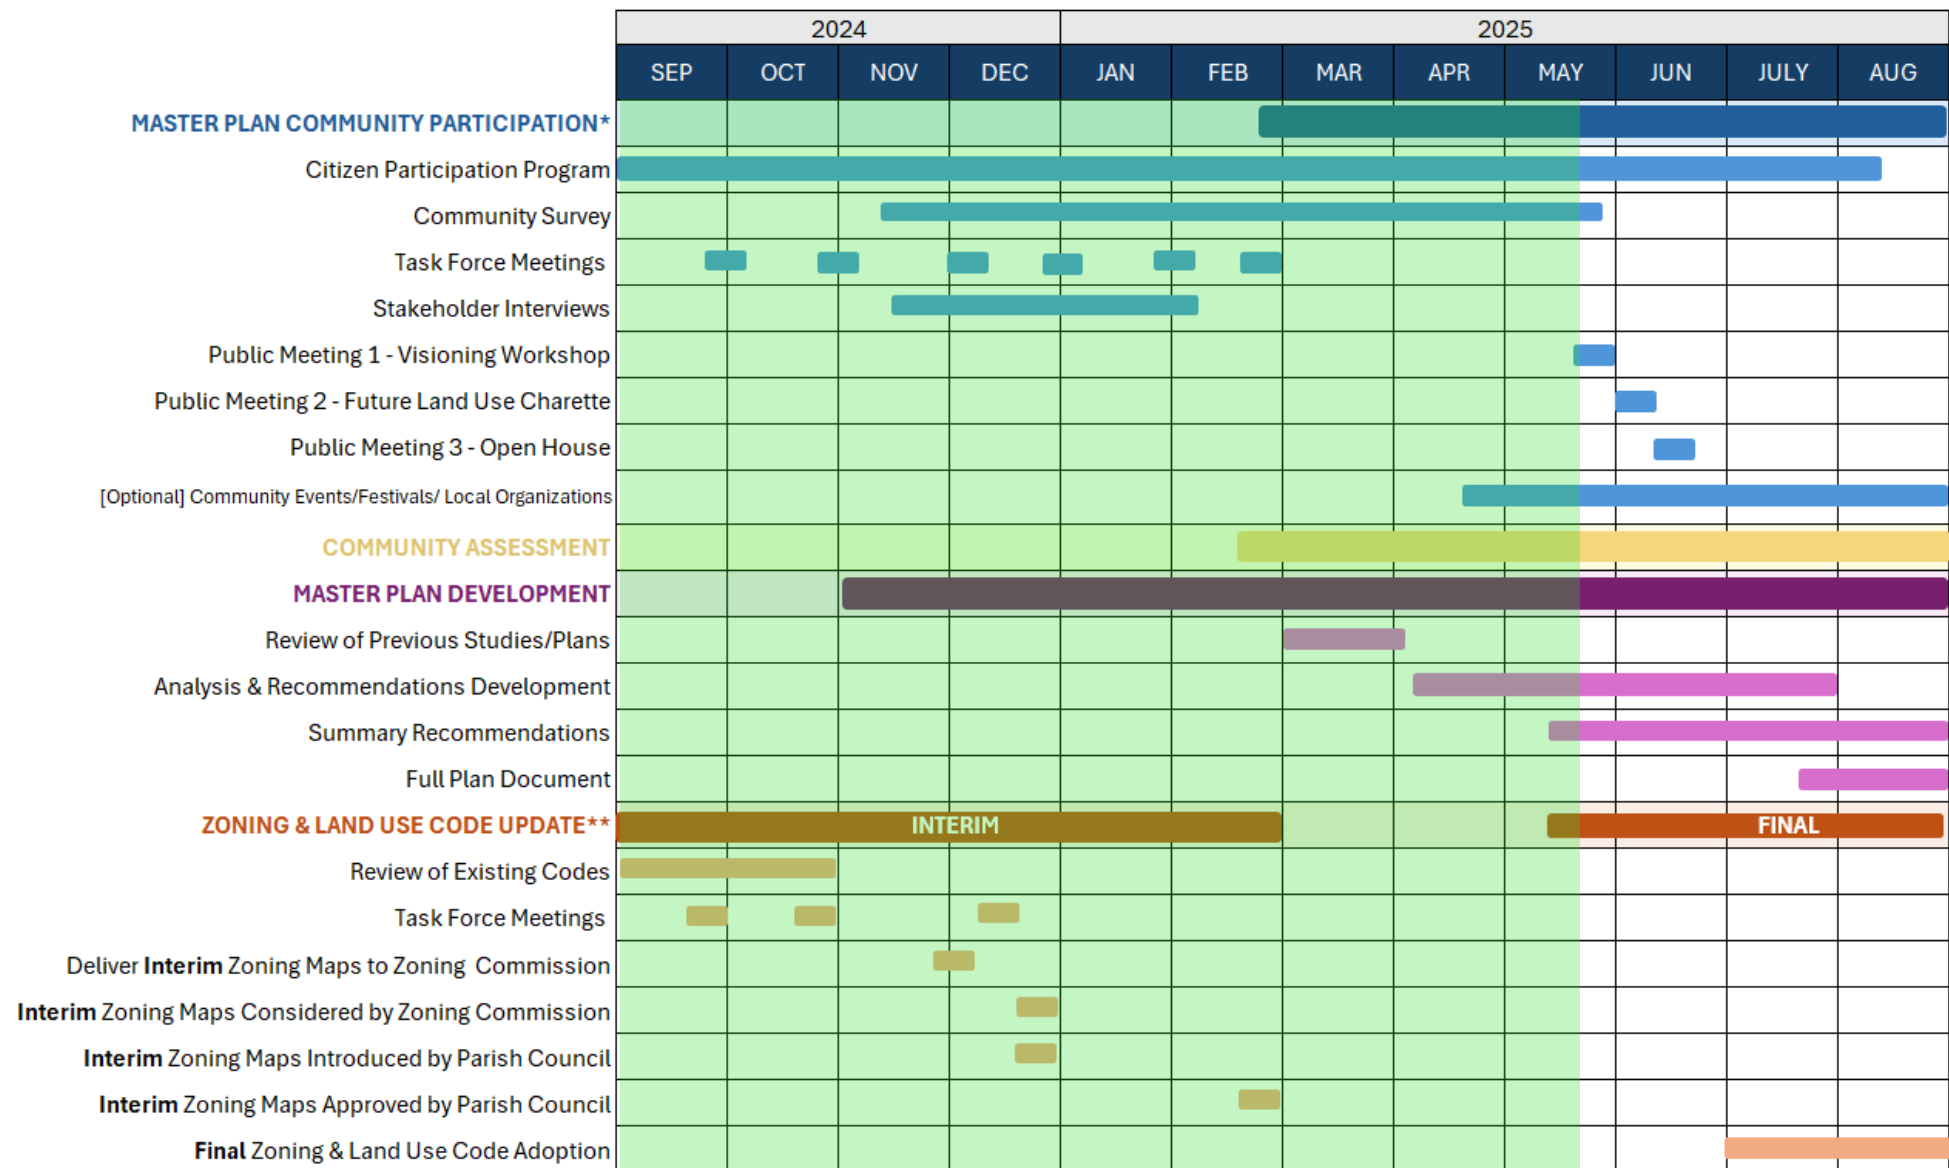 2024 2025
SEP OCT NOV DEC JAN FEB MAR APR MAY JUN JULY AUG
MASTER PLAN COMMUNITY PARTICIPATION*
Citizen Participation Program
Community Survey
Task Force Meetings
Stakeholder Interviews
Public Meeting 1 - Visioning Workshop
Public Meeting 2 - Future Land Use Charette
Public Meeting 3 - Open House
[Optional] Community Events/Festivals/ Local Organizations
COMMUNITY ASSESSMENT
MASTER PLAN DEVELOPMENT
Review of Previous Studies/Plans
Analysis & Recommendations Development
Summary Recommendations
Full Plan Document
ZONING & LAND USE CODE UPDATE** INTERIM FINAL
Review of Existing Codes
Task Force Meetings
Deliver Interim Zoning Maps to Zoning Commission
Interim Zoning Maps Considered by Zoning Commission
Interim Zoning Maps Introduced by Parish Council
Interim Zoning Maps Approved by Parish Council
Final Zoning & Land Use Code Adoption